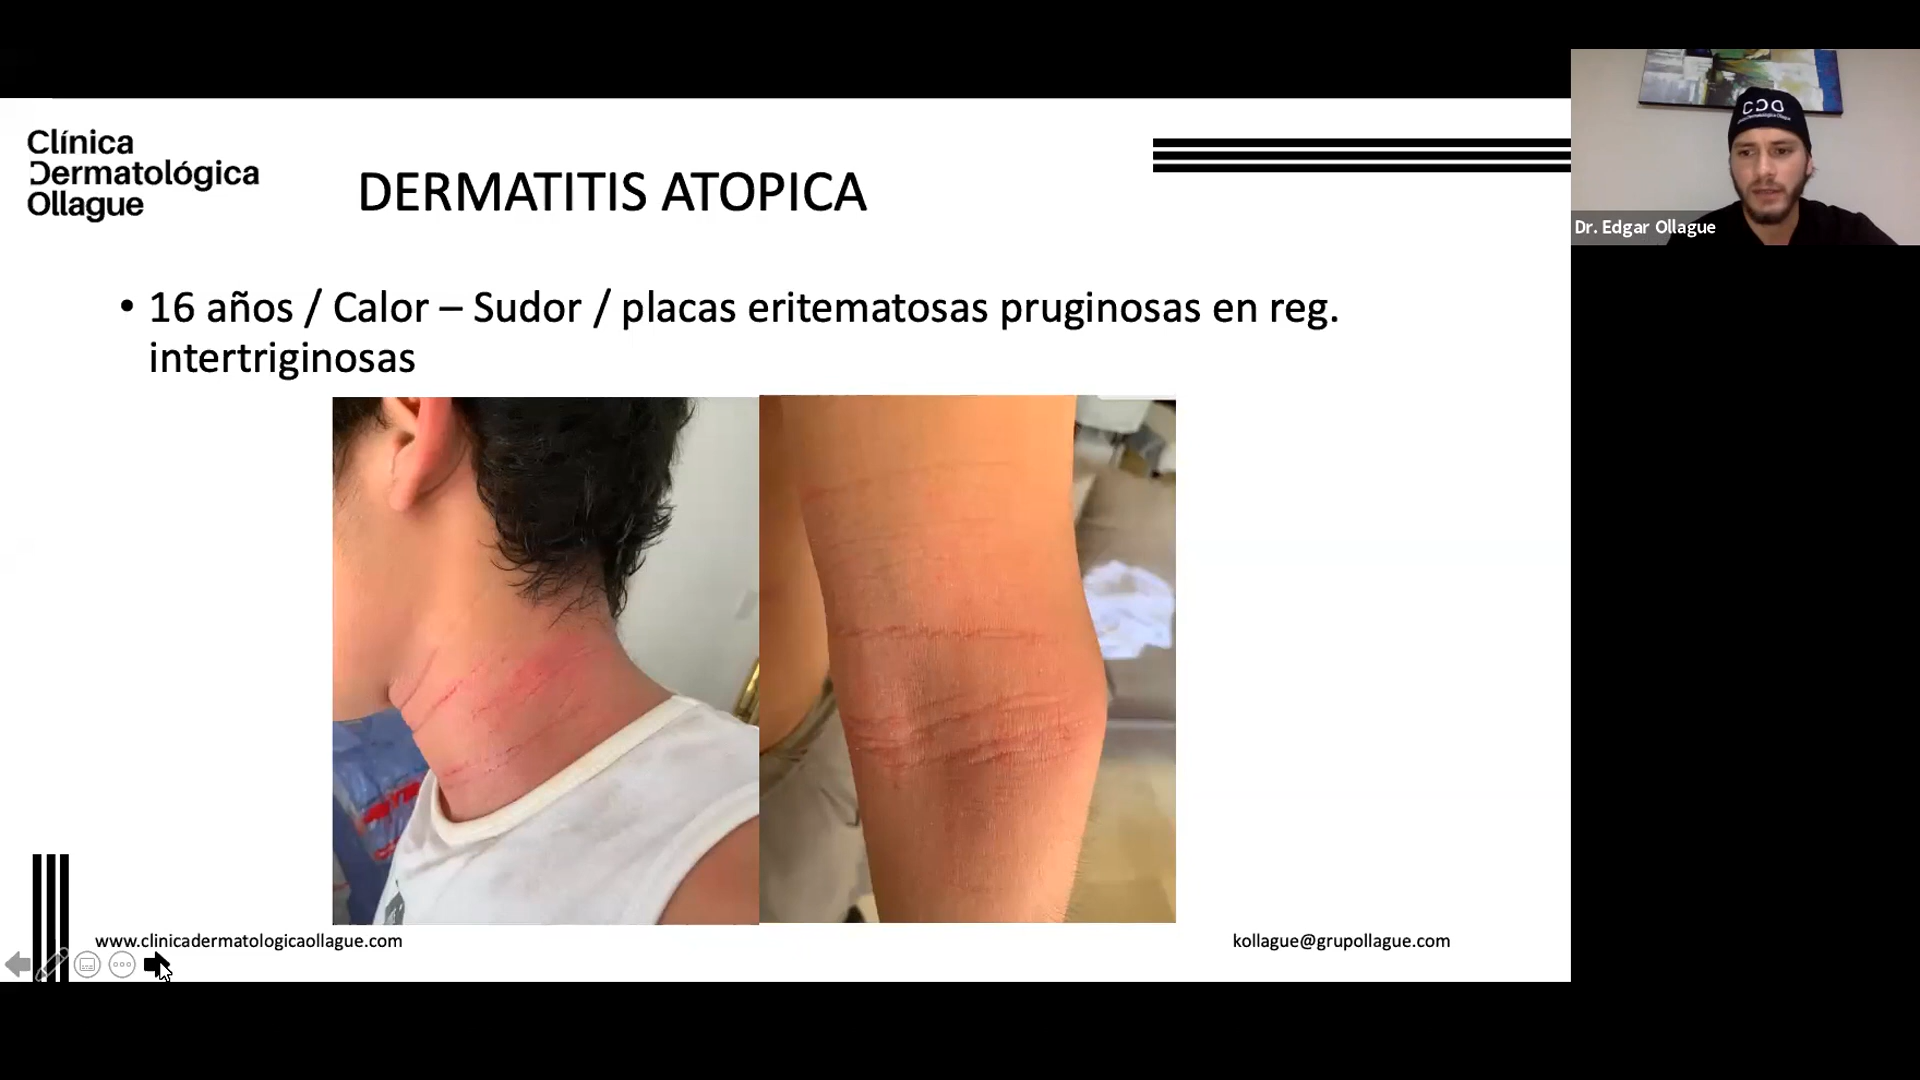 Clínica
Dermatológica
Ollague
DERMATITIS ATOPICA
• 16 años / Calor – Sudor / placas eritematosas pruginosas en reg.
intertriginosas
www.clinicadermatologicaollague.com
kollague@grupollague.com
CDO
Dr. Edgar Ollague